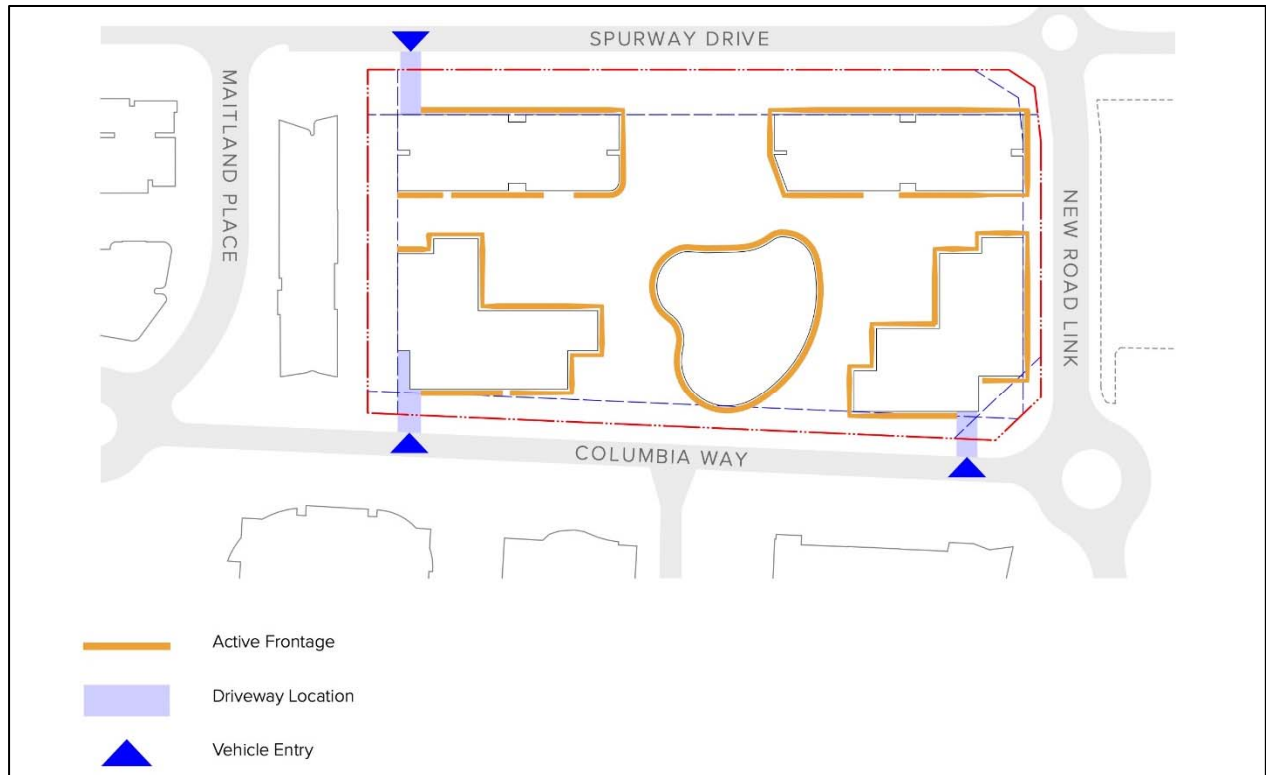 SPURWAY DRIVE
MAITLAND PLACE
NEW ROAD LINK
COLUMBIA WAY
Active Frontage
Driveway Location
Vehicle Entry